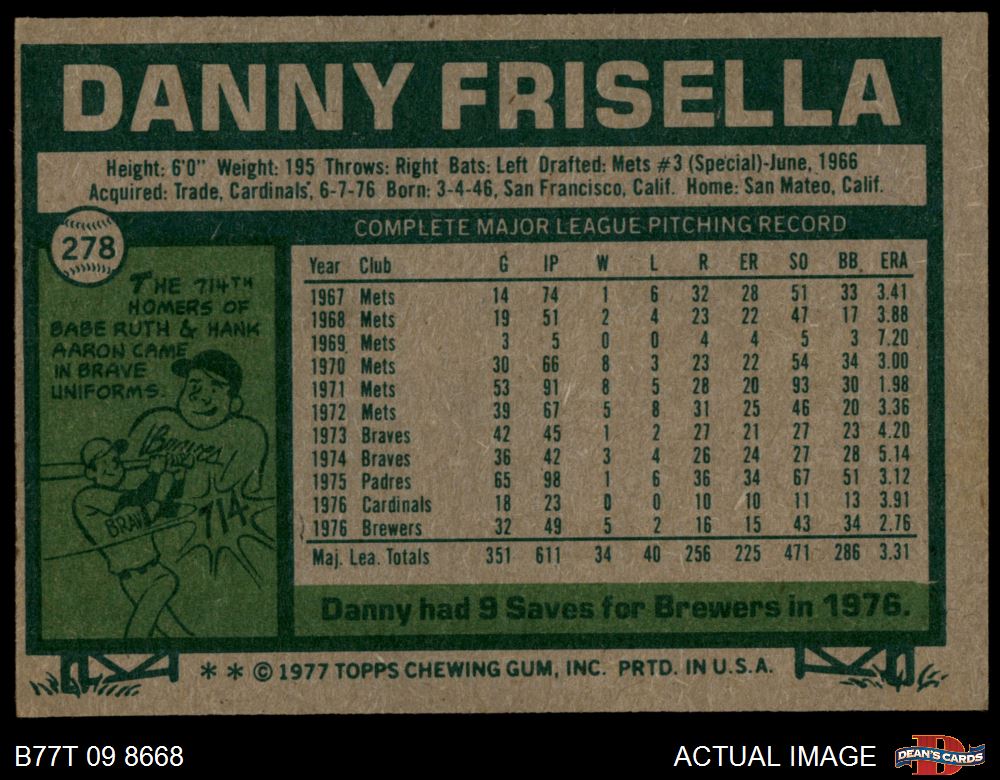 DANNY FRISELLA
Height: 6'0" Weight: 195 Throws: Right Bats: Left Drafted: Mets #3 (Special)-June, 1966
Acquired: Trade, Cardinals, 6-7-76 Born: 3-4-46, San Francisco, Calif. Home: San Mateo, Calif.
278
THE 714TH
HOMERS OF
BABE RUTH & HANK
AARON CAME
IN BRAVE
UNIFORMS.
Braves
BRAV
714
COMPLETE MAJOR LEAGUE PITCHING RECORD
Year Club G IP W L R ER SO BB ERA
1967 Mets 14 74 1 6 32 28 51 33 3.41
1968 Mets 19 51 2 4 23 22 47 17 3.88
1969 Mets 3 5 0 0 4 4 5 3 7.20
1970 Mets 30 66 8 3 23 22 54 34 3.00
1971 Mets 53 91 8 5 28 20 93 30 1.98
1972 Mets 39 67 5 8 31 25 46 20 3.36
1973 Braves 42 45 1 2 27 21 27 23 4.20
1974 Braves 36 42 3 4 26 24 27 28 5.14
1975 Padres 65 98 1 6 36 34 67 51 3.12
1976 Cardinals 18 23 0 0 10 10 11 13 3.91
1976 Brewers 32 49 5 2 16 15 43 34 2.76
Maj. Lea. Totals 351 611 34 40 256 225 471 286 3.31
Danny had 9 Saves for Brewers in 1976.
* * © 1977 TOPPS CHEWING GUM, INC. PRTD. IN U.S.A.
B77T 09 8668
ACTUAL IMAGE
DEAN'S CARDS